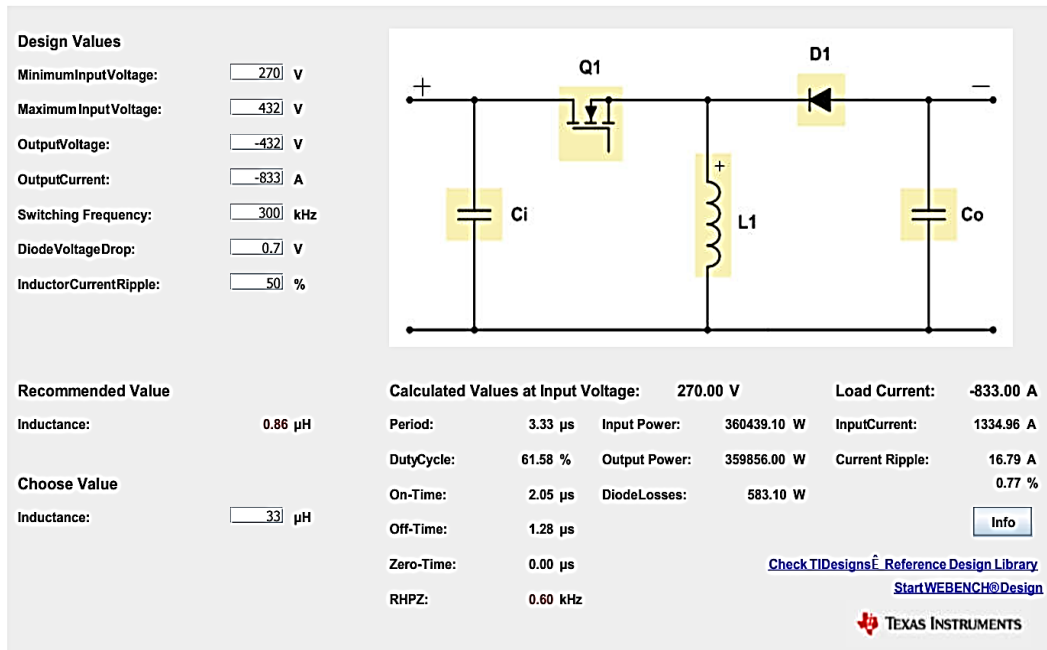 Design Values
MinimumInputVoltage: 270 V
MaximumInputVoltage: 432 V
OutputVoltage: -432 V
OutputCurrent: -833 A
Switching Frequency: 300 kHz
DiodeVoltageDrop: 0.7 V
InductorCurrentRipple: 50 %
+ Q1 D1 −
Ci + L1 Co
Recommended Value
Inductance: 0.86 µH
Choose Value
Inductance: 33 µH
Calculated Values at Input Voltage: 270.00 V Load Current: -833.00 A
Period: 3.33 µs Input Power: 360439.10 W InputCurrent: 1334.96 A
DutyCycle: 61.58 % Output Power: 359856.00 W Current Ripple: 16.79 A
0.77 %
On-Time: 2.05 µs DiodeLosses: 583.10 W
Off-Time: 1.28 µs
Info
Zero-Time: 0.00 µs
RHPZ: 0.60 kHz
Check TIDesignsÊ Reference Design Library
StartWEBENCH®Design
TEXAS INSTRUMENTS